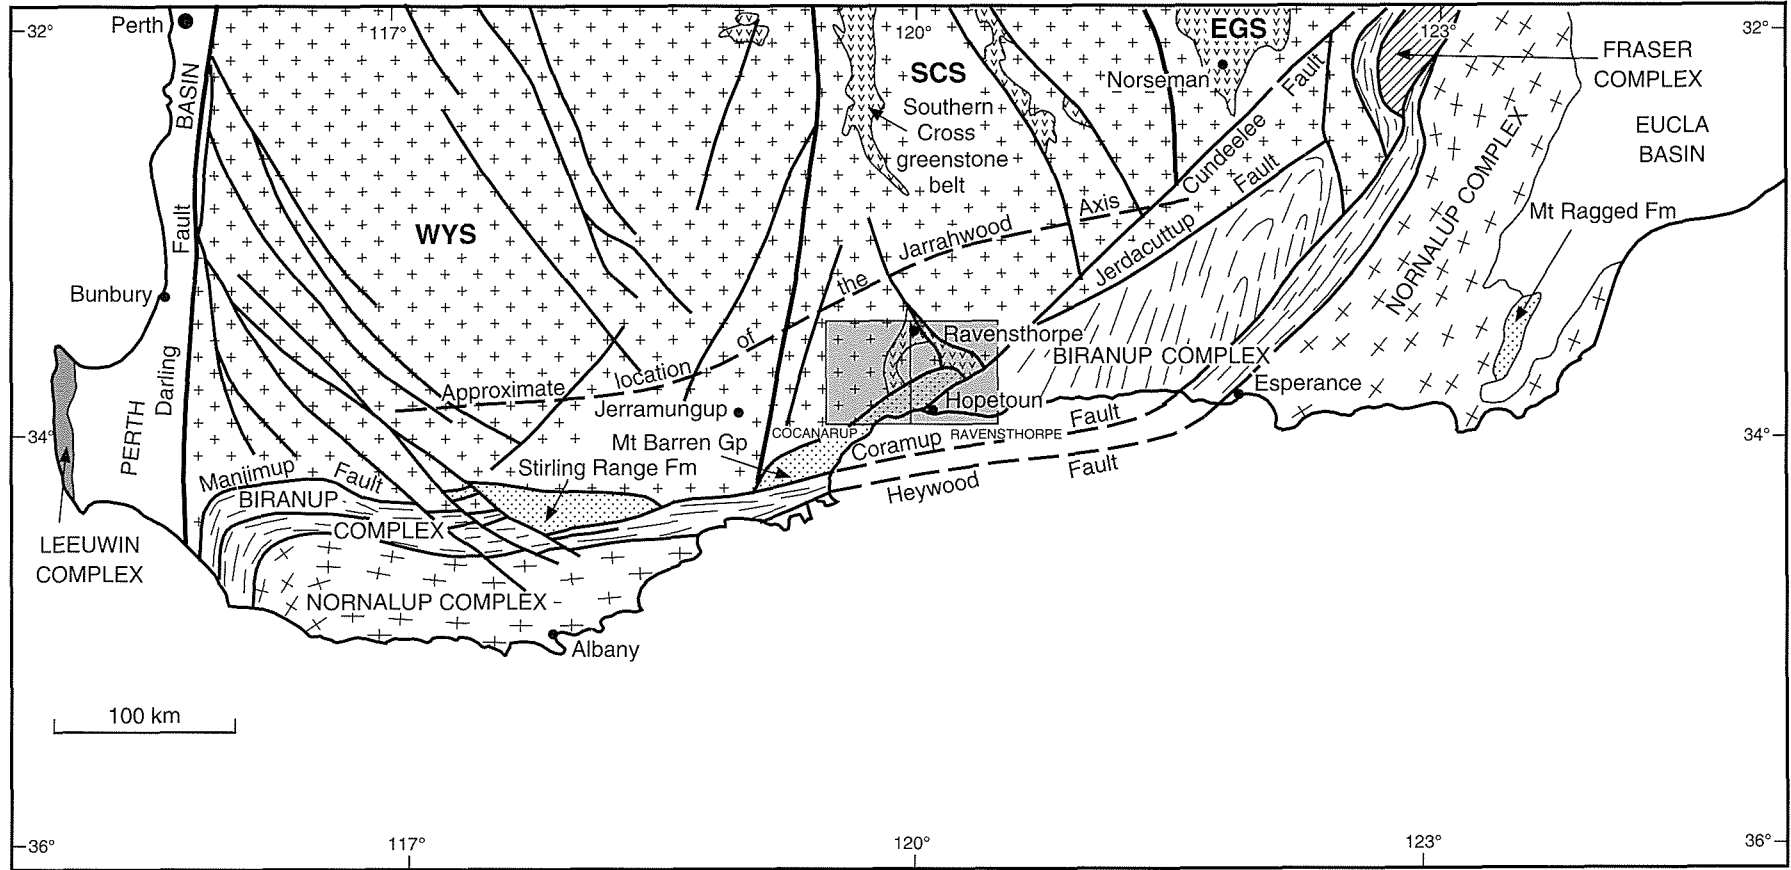 32°
Perth
117°
120°
EGS
123°
32°
FRASER
COMPLEX
SCS
Norseman
Fault
BASIN
Southern
Cross
greenstone
belt
EUCLA
BASIN
Cundeelee
Fault
NORNALUP COMPLEX
Mt Ragged Fm
Fault
WYS
Axis
Jarrahwood
the
Jerdacuttup
Bunbury
of
Ravensthorpe
BIRANUP COMPLEX
Darling
location
Approximate
Esperance
Jerramungup
Hopetoun
PERTH
34°
COCANARUP
RAVENSTHORPE
Fault
34°
Mt Barren Gp
Coramup
Stirling Range Fm
Manjimup
Fault
Heywood
Fault
BIRANUP
COMPLEX
LEEUWIN
COMPLEX
NORNALUP COMPLEX
Albany
100 km
36°
117°
120°
123°
36°